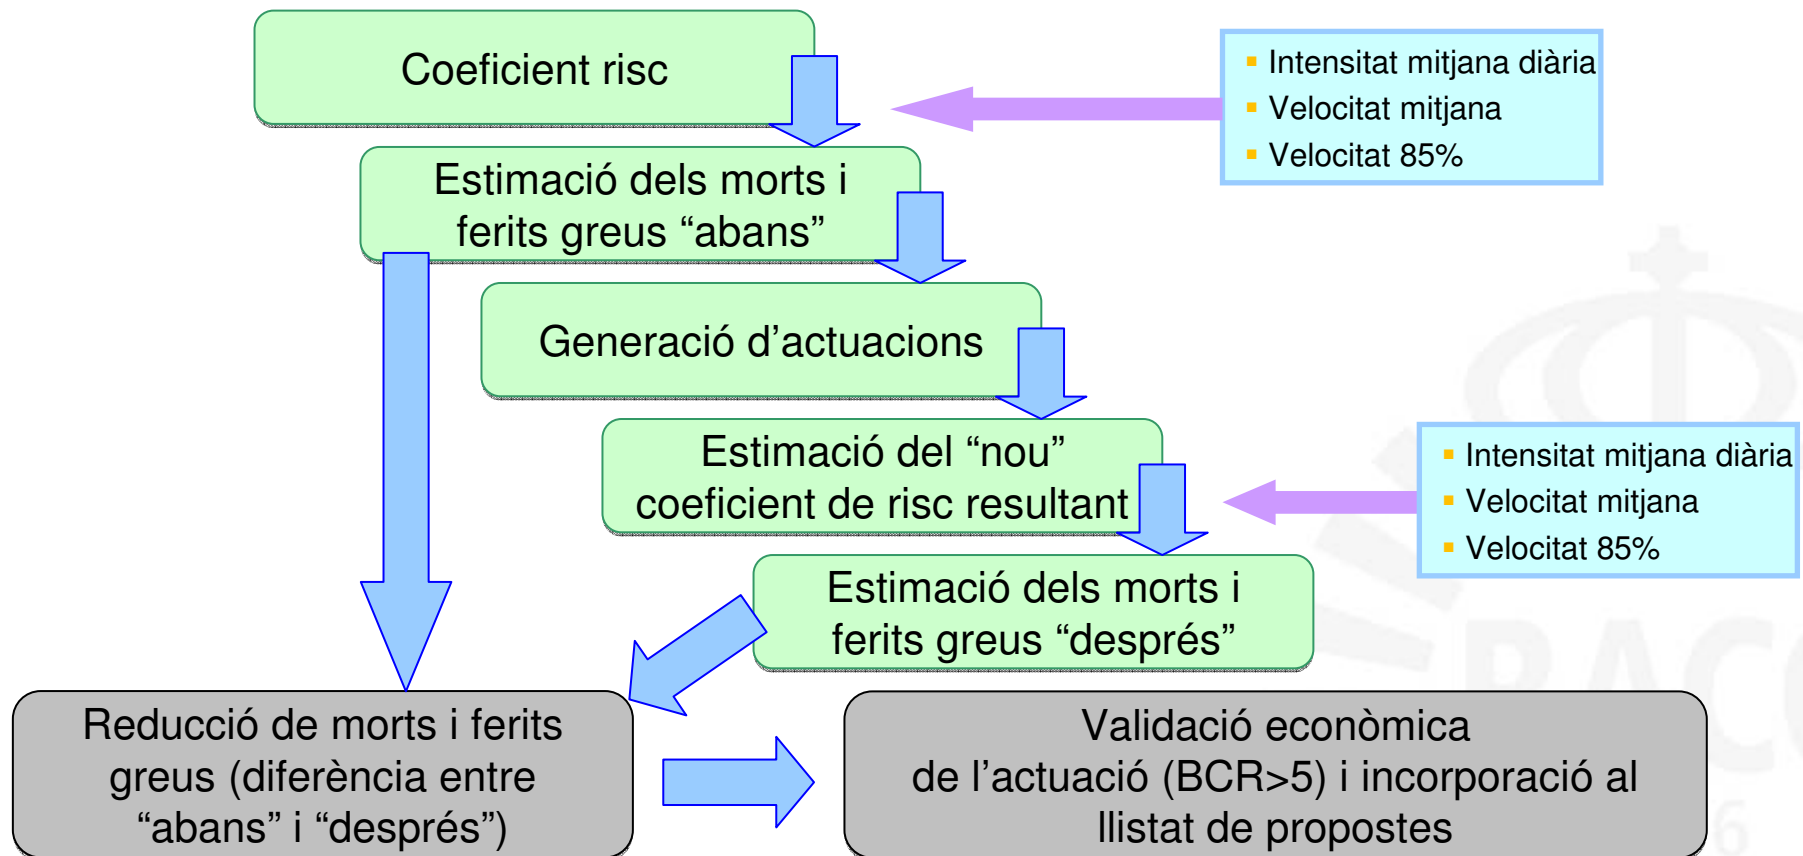 Coeficient risc
Intensitat mitjana diària
Velocitat mitjana
Velocitat 85%
Estimació dels morts i
ferits greus “abans”
Generació d’actuacions
Estimació del “nou”
coeficient de risc resultant
Intensitat mitjana diària
Velocitat mitjana
Velocitat 85%
Estimació dels morts i
ferits greus “després”
Reducció de morts i ferits
greus (diferència entre
“abans” i “després”)
Validació econòmica
de l’actuació (BCR>5) i incorporació al
llistat de propostes
RACC
6